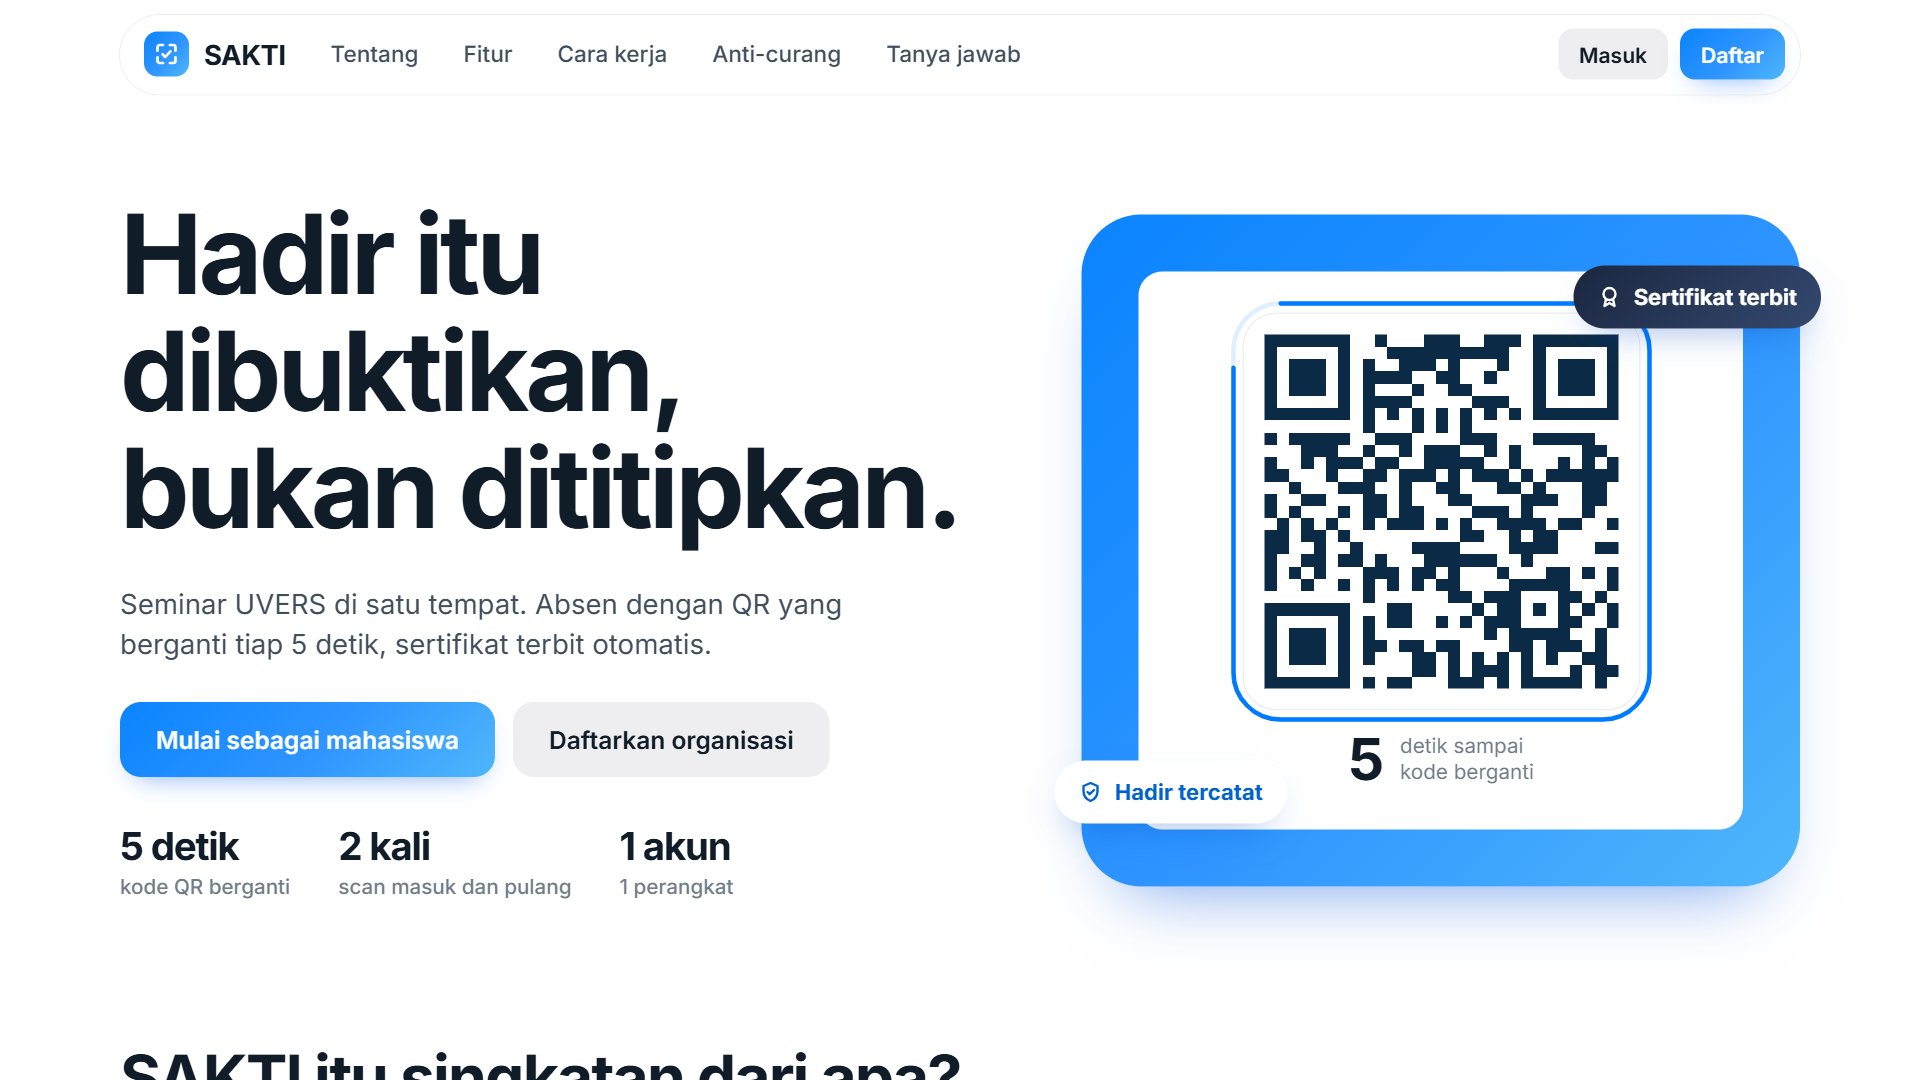 SAKTI
Tentang
Fitur
Cara kerja
Anti-curang
Tanya jawab
Masuk
Daftar
Hadir itu
dibuktikan,
bukan dititipkan.
Seminar UVERS di satu tempat. Absen dengan QR yang
berganti tiap 5 detik, sertifikat terbit otomatis.
Mulai sebagai mahasiswa
Daftarkan organisasi
5 detik
kode QR berganti
2 kali
scan masuk dan pulang
1 akun
1 perangkat
Sertifikat terbit
5
detik sampai
kode berganti
Hadir tercatat
SAKTI itu singkatan dari apa?